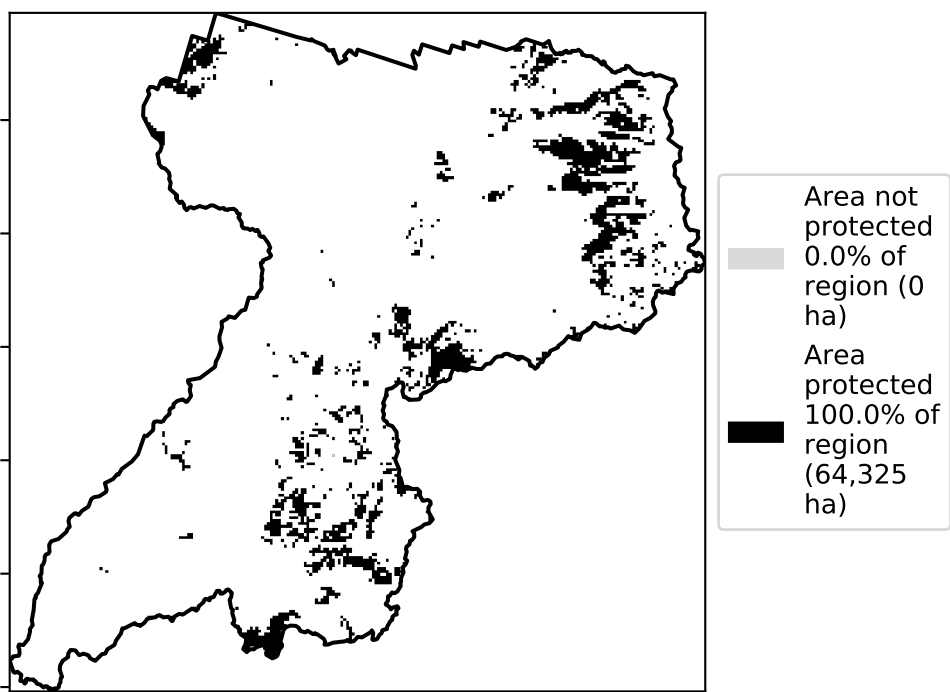 Area not
protected
0.0% of
region (0
ha)
Area
protected
100.0% of
region
(64,325
ha)